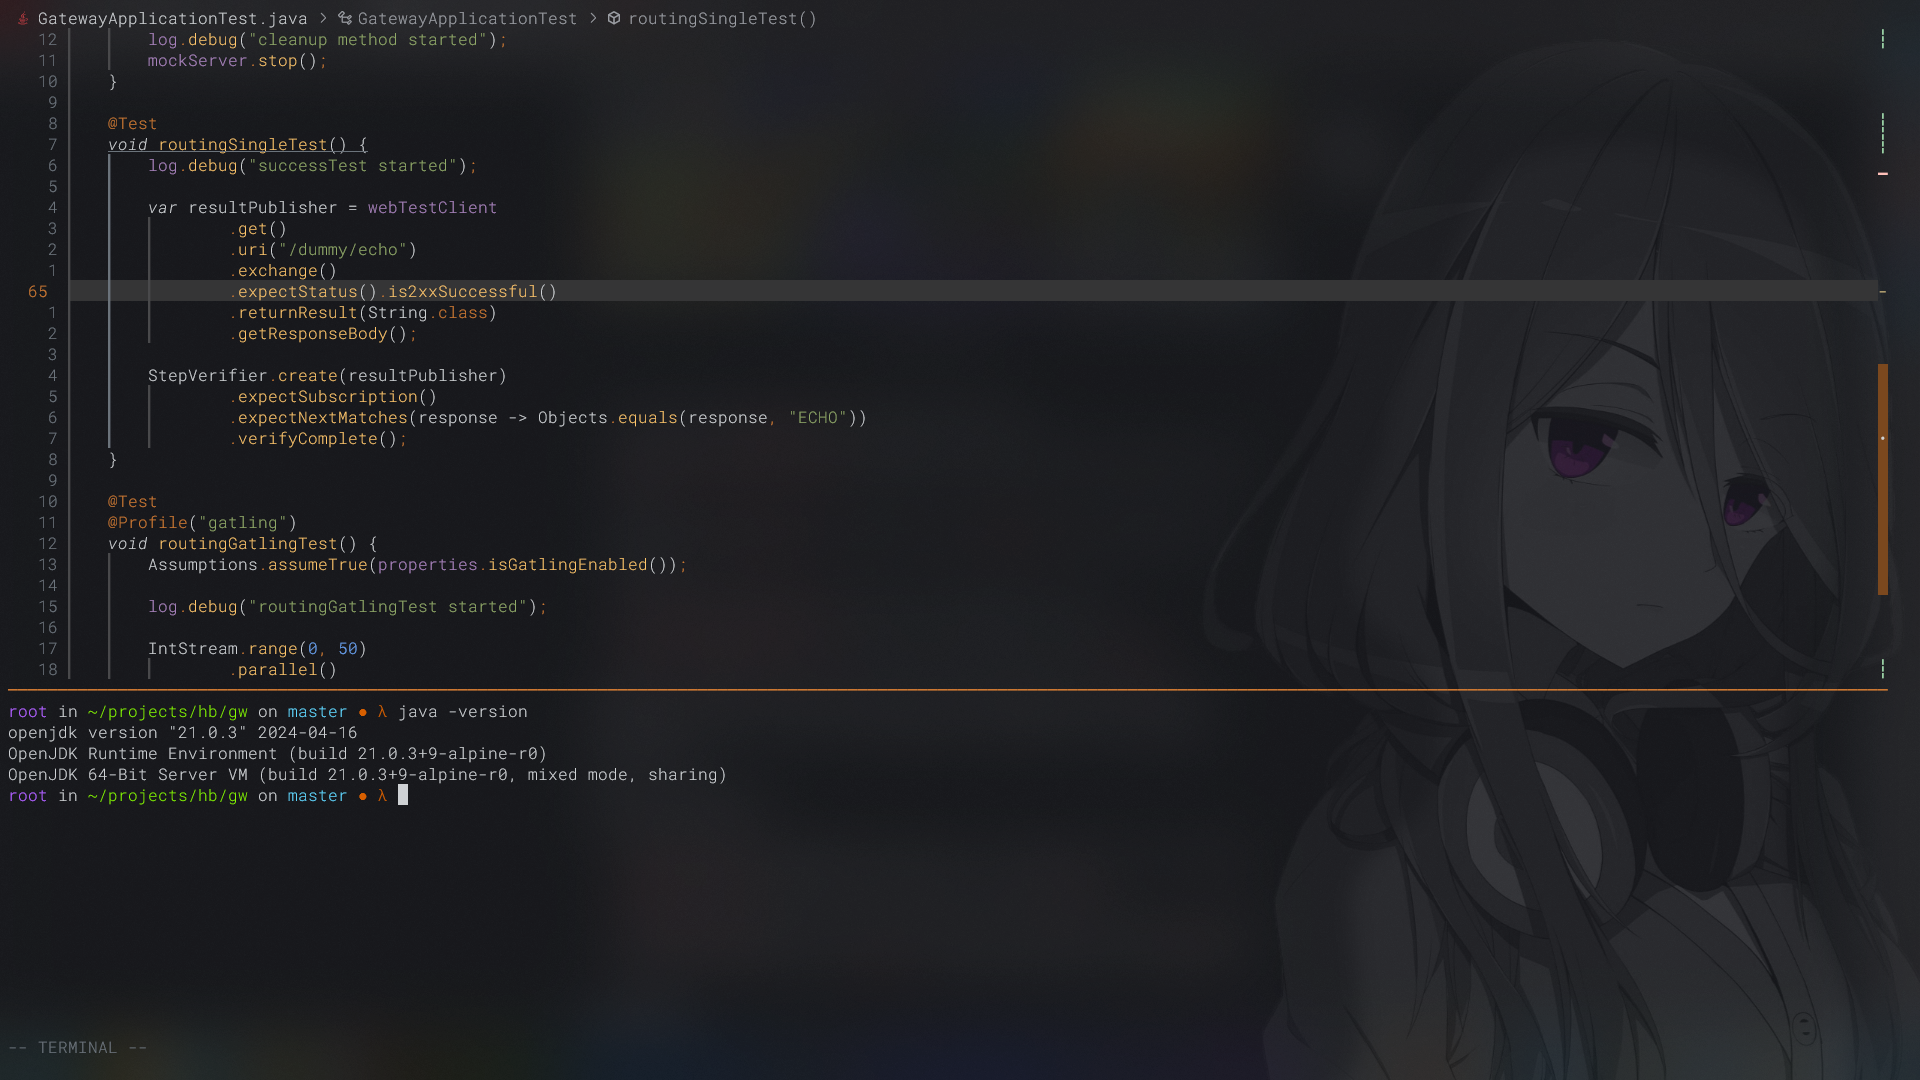 GatewayApplicationTest.java > GatewayApplicationTest > routingSingleTest()
12 log.debug("cleanup method started");
11 mockServer.stop();
10 }
9
8 @Test
7 void routingSingleTest() {
6 log.debug("successTest started");
5
4 var resultPublisher = webTestClient
3 .get()
2 .uri("/dummy/echo")
1 .exchange()
65 .expectStatus().is2xxSuccessful()
1 .returnResult(String.class)
2 .getResponseBody();
3
4 StepVerifier.create(resultPublisher)
5 .expectSubscription()
6 .expectNextMatches(response -> Objects.equals(response, "ECHO"))
7 .verifyComplete();
8 }
9
10 @Test
11 @Profile("gatling")
12 void routingGatlingTest() {
13 Assumptions.assumeTrue(properties.isGatlingEnabled());
14
15 log.debug("routingGatlingTest started");
16
17 IntStream.range(0, 50)
18 .parallel()
root in ~/projects/hb/gw on master ● λ java -version
openjdk version "21.0.3" 2024-04-16
OpenJDK Runtime Environment (build 21.0.3+9-alpine-r0)
OpenJDK 64-Bit Server VM (build 21.0.3+9-alpine-r0, mixed mode, sharing)
root in ~/projects/hb/gw on master ● λ
-- TERMINAL --